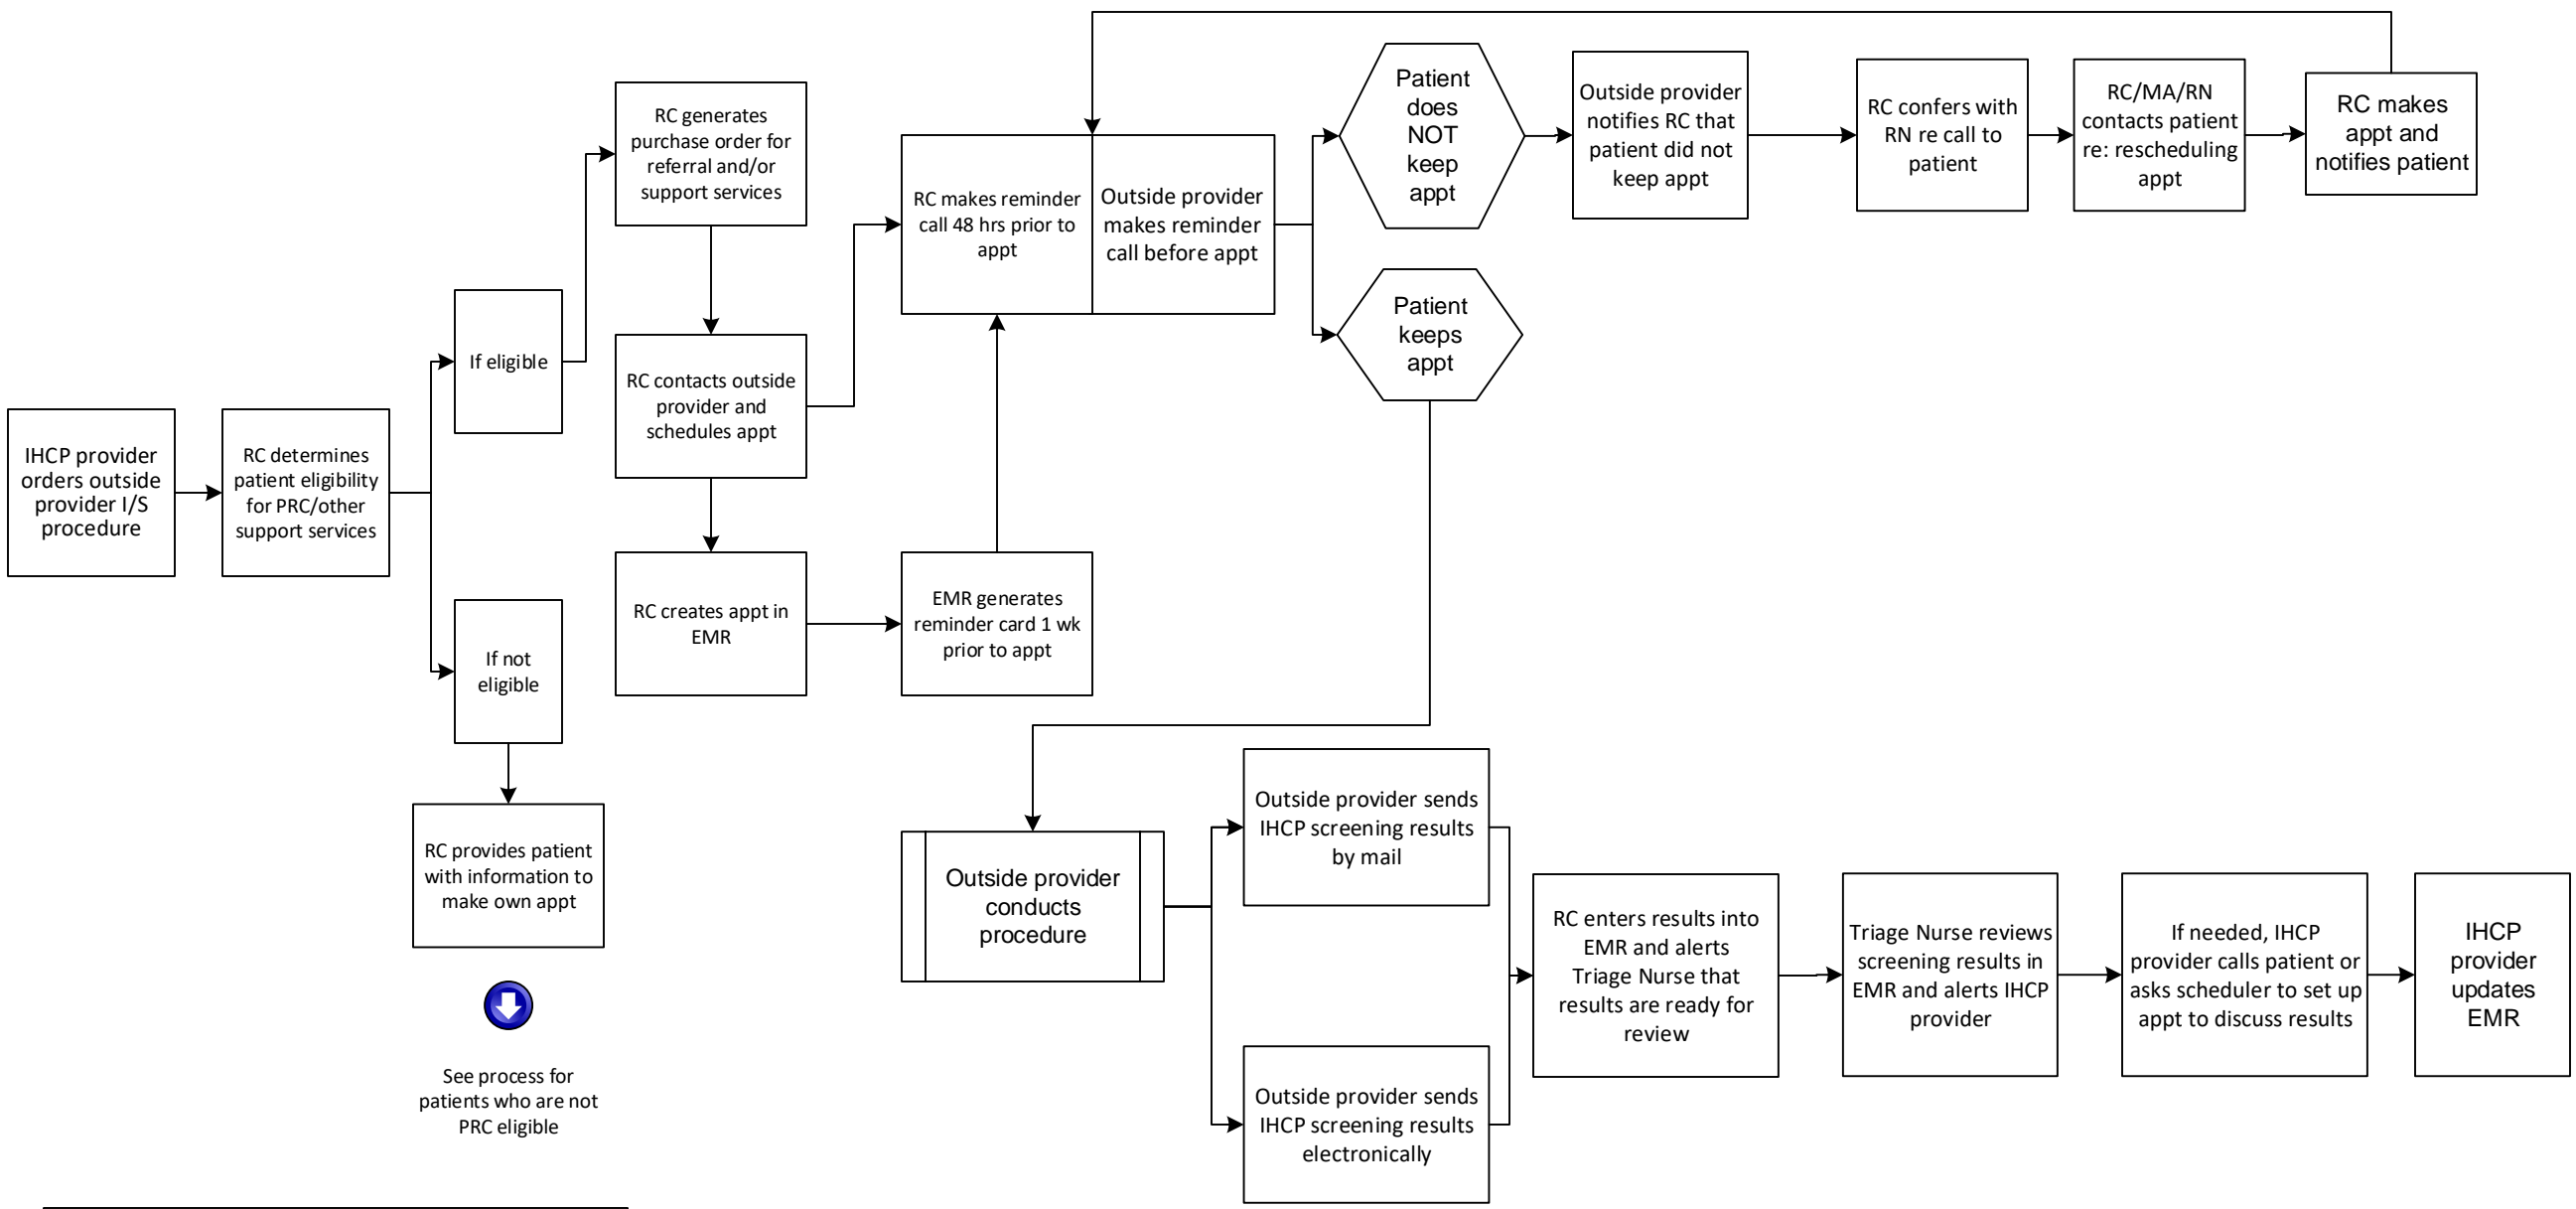 IHCP provider
orders outside
provider I/S
procedure
RC determines
patient eligibility
for PRC/other
support services
If eligible
If not
eligible
RC provides patient
with information to
make own appt
See process for
patients who are not
PRC eligible
RC generates
purchase order for
referral and/or
support services
RC contacts outside
provider and
schedules appt
RC creates appt in
EMR
EMR generates
reminder card 1 wk
prior to appt
RC makes reminder
call 48 hrs prior to
appt
Outside provider
makes reminder
call before appt
Patient
does
NOT
keep
appt
Outside provider
notifies RC that
patient did not
keep appt
RC confers with
RN re call to
patient
RC/MA/RN
contacts patient
re: rescheduling
appt
RC makes
appt and
notifies patient
Patient
keeps
appt
Outside provider
conducts
procedure
Outside provider sends
IHCP screening results
by mail
Outside provider sends
IHCP screening results
electronically
RC enters results into
EMR and alerts
Triage Nurse that
results are ready for
review
Triage Nurse reviews
screening results in
EMR and alerts IHCP
provider
If needed, IHCP
provider calls patient or
asks scheduler to set up
appt to discuss results
IHCP
provider
updates
EMR